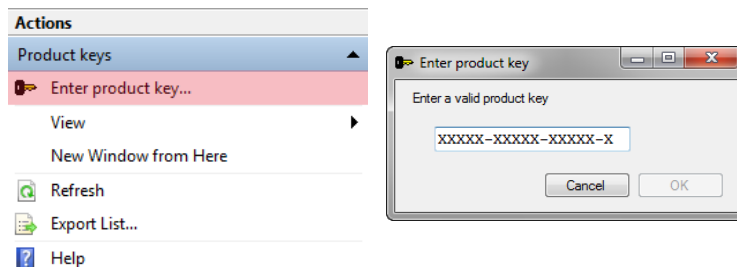 Actions
Product keys
Enter product key...
View
New Window from Here
Refresh
Export List...
Help
Enter product key
Enter a valid product key
XXXXX-XXXXX-XXXXX-X
Cancel OK